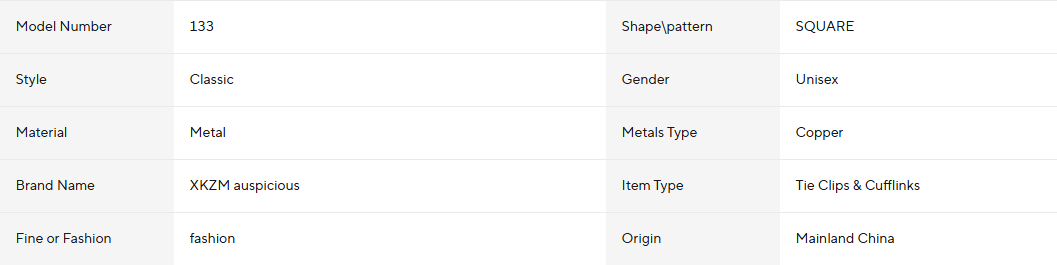 Model Number 133 Shape\pattern SQUARE
Style Classic Gender Unisex
Material Metal Metals Type Copper
Brand Name XKZM auspicious Item Type Tie Clips & Cufflinks
Fine or Fashion fashion Origin Mainland China